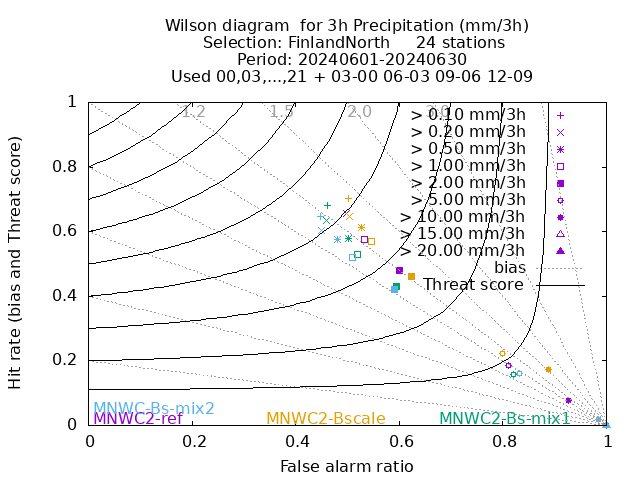 Wilson diagram  for 3h Precipitation (mm/3h)
Selection: FinlandNorth     24 stations
Period: 20240601-20240630
Used 00,03,...,21 + 03-00 06-03 09-06 12-09
Hit rate (bias and Threat score)
1
0.8
0.6
0.4
0.2
0
1.2
1.5
2.0
3.0
> 0.10 mm/3h
> 0.20 mm/3h
> 0.50 mm/3h
> 1.00 mm/3h
> 2.00 mm/3h
> 5.00 mm/3h
> 10.00 mm/3h
> 15.00 mm/3h
> 20.00 mm/3h
bias
Threat score
MNWC-Bs-mix2
MNWC2-ref MNWC2-Bscale MNWC2-Bs-mix1
0 0.2 0.4 0.6 0.8 1
False alarm ratio